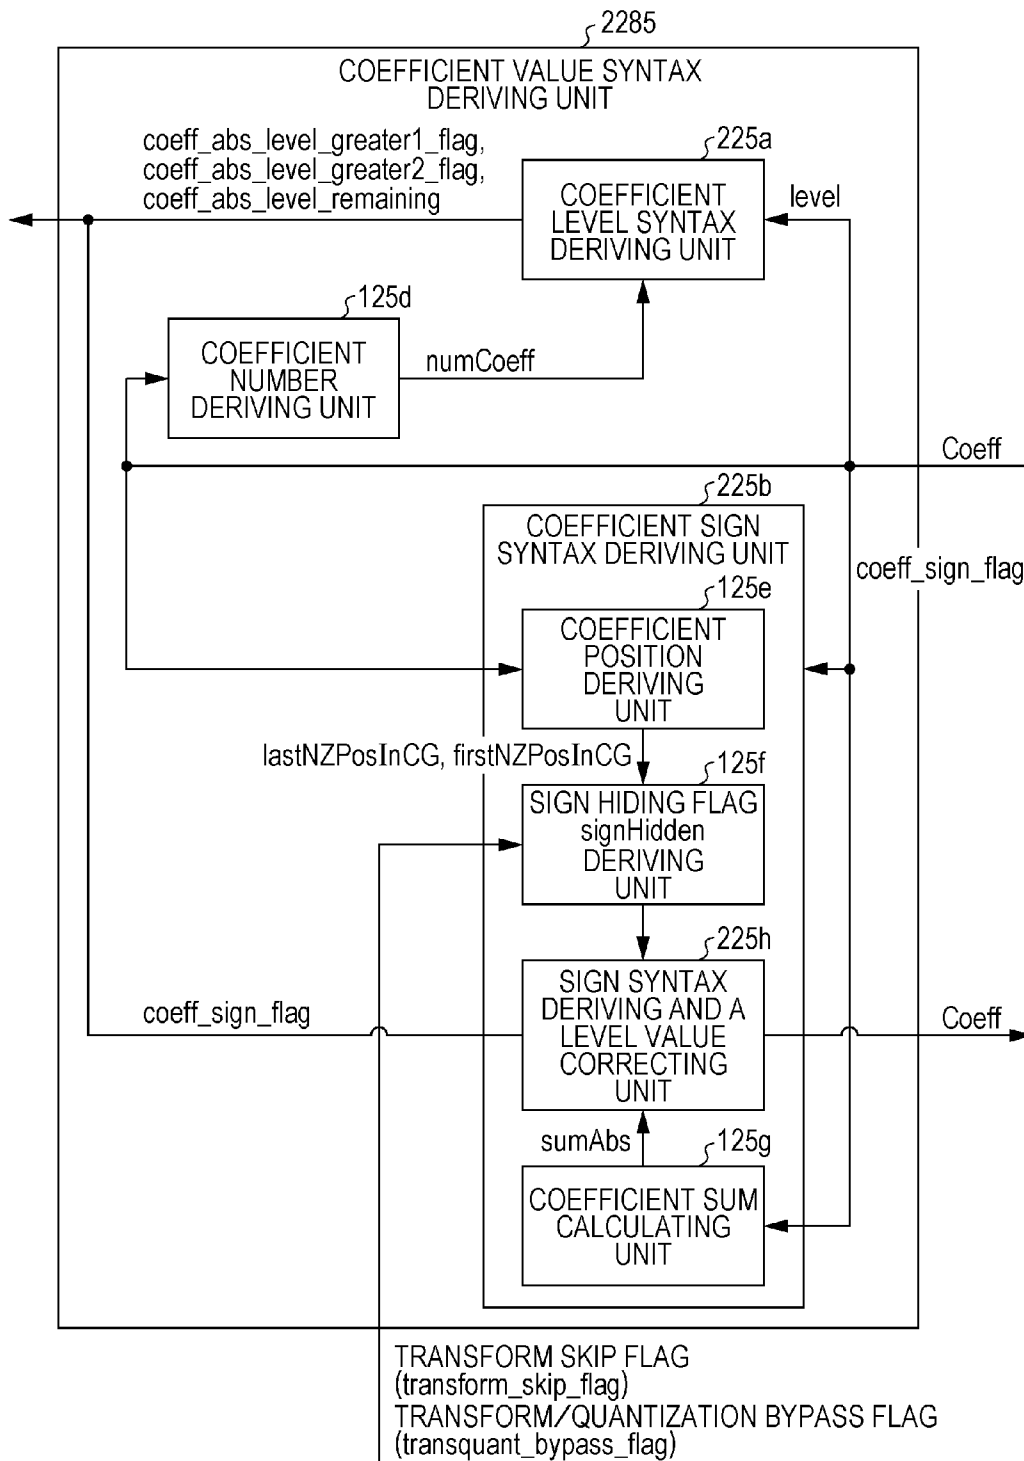 2285
COEFFICIENT VALUE SYNTAX
DERIVING UNIT
coeff_abs_level_greater1_flag,
coeff_abs_level_greater2_flag,
coeff_abs_level_remaining
225a
COEFFICIENT
LEVEL SYNTAX
DERIVING UNIT
level
125d
COEFFICIENT
NUMBER
DERIVING UNIT
numCoeff
Coeff
225b
COEFFICIENT SIGN
SYNTAX DERIVING UNIT
coeff_sign_flag
125e
COEFFICIENT
POSITION
DERIVING
UNIT
lastNZPosInCG, firstNZPosInCG
125f
SIGN HIDING FLAG
signHidden
DERIVING
UNIT
225h
SIGN SYNTAX
DERIVING AND A
LEVEL VALUE
CORRECTING
UNIT
coeff_sign_flag
Coeff
sumAbs
125g
COEFFICIENT SUM
CALCULATING
UNIT
TRANSFORM SKIP FLAG
(transform_skip_flag)
TRANSFORM/QUANTIZATION BYPASS FLAG
(transquant_bypass_flag)